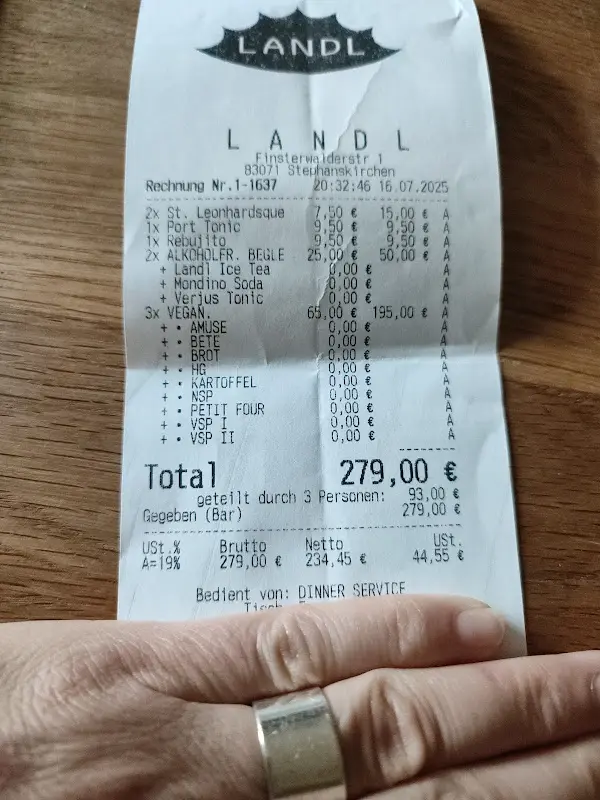 LANDL
LANDL
Finsterwalderstr 1
83071 Stephanskirchen
Rechnung Nr.1-1637 20:32:46 16.07.2025
2x St. Leonhardsque 7,50 € 15,00 € A
1x Port Tonic 9,50 € 9,50 € A
1x Rebujito 9,50 € 9,50 € A
2x ALKOHOLFR. BEGLE 25,00 € 50,00 € A
+ Landl Ice Tea 0,00 € A
+ Mondino Soda 0,00 € A
+ Verjus Tonic 0,00 € A
3x VEGAN. 65,00 € 195,00 € A
+ • AMUSE 0,00 € A
+ • BETE 0,00 € A
+ • BROT 0,00 € A
+ • HG 0,00 € A
+ • KARTOFFEL 0,00 € A
+ • NSP 0,00 € A
+ • PETIT FOUR 0,00 € A
+ • VSP I 0,00 € A
+ • VSP II 0,00 € A
Total 279,00 €
geteilt durch 3 Personen: 93,00 €
Gegeben (Bar) 279,00 €
USt.% Brutto Netto USt.
A=19% 279,00 € 234,45 € 44,55 €
Bedient von: DINNER SERVICE